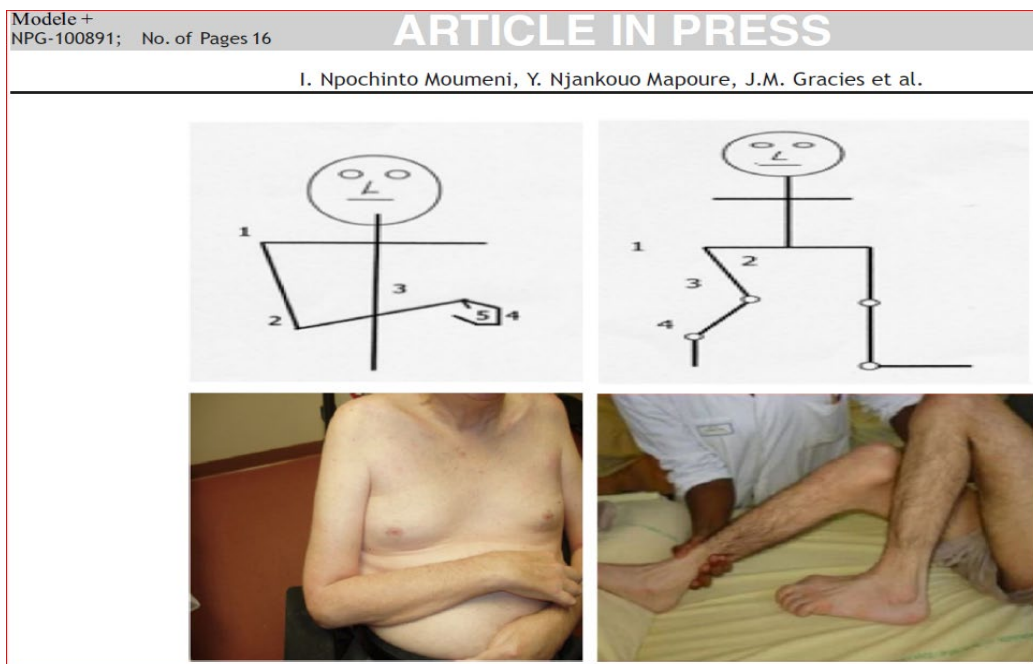 Modele +
NPG-100891; No. of Pages 16
ARTICLE IN PRESS
I. Npochinto Moumeni, Y. Njankouo Mapoure, J.M. Gracies et al.
1
2
3
5 4
1
2
3
4